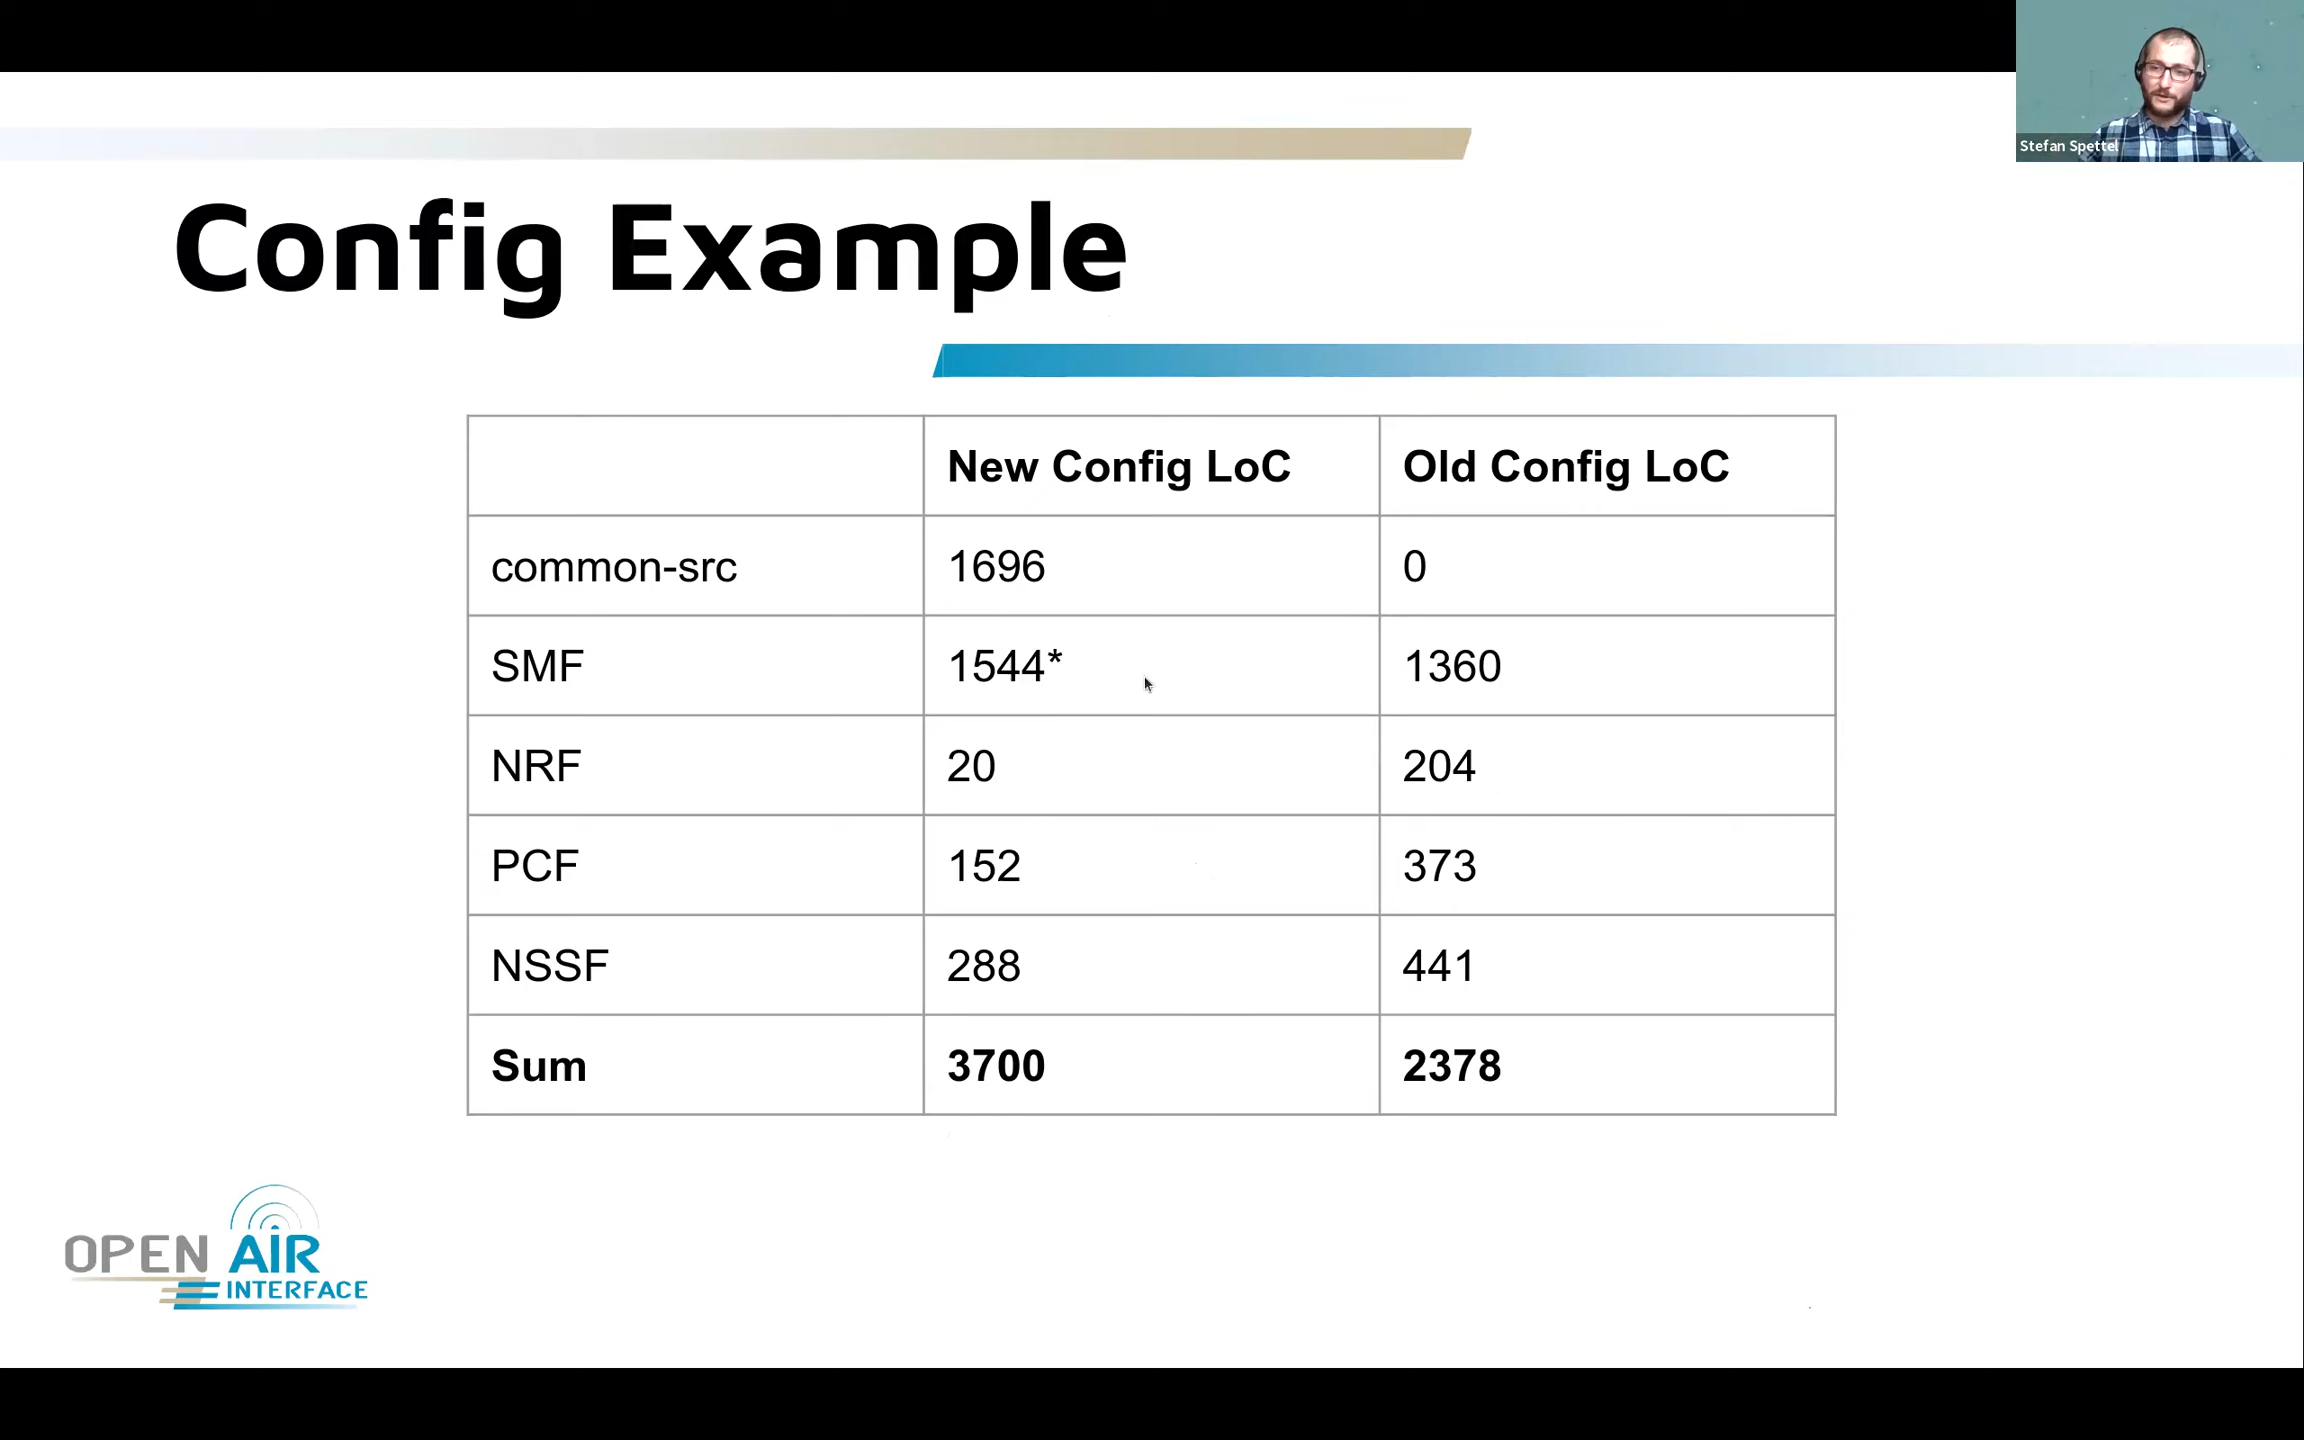 Stefan Spettel
Config Example
New Config LoC Old Config LoC
common-src 1696 0
SMF 1544* 1360
NRF 20 204
PCF 152 373
NSSF 288 441
Sum 3700 2378
OPEN AIR
INTERFACE